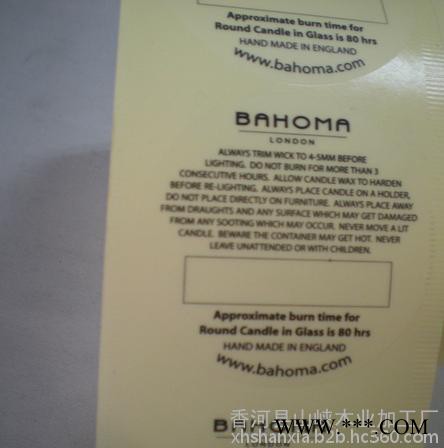 Approximate burn time for
Round Candle in Glass is 80 hrs
HAND MADE IN ENGLAND
www.bahoma.com
BAHOMA
LONDON
ALWAYS TRIM WICK TO 4-5MM BEFORE
LIGHTING. DO NOT BURN FOR MORE THAN 3
CONSECUTIVE HOURS. ALLOW CANDLE WAX TO HARDEN
BEFORE RE-LIGHTING. ALWAYS PLACE CANDLE ON A HOLDER,
DO NOT PLACE DIRECTLY ON FURNITURE. ALWAYS PLACE AWAY
FROM DRAUGHTS AND ANY SURFACE WHICH MAY GET DAMAGED
FROM ANY SOOTING WHICH MAY OCCUR. NEVER MOVE A LIT
CANDLE. BEWARE THE CONTAINER MAY GET HOT. NEVER
LEAVE UNATTENDED OR WITH CHILDREN.
Approximate burn time for
Round Candle in Glass is 80 hrs
HAND MADE IN ENGLAND
www.bahoma.com
BAHOMA
LONDON
香河县山峡木业加工厂
WWW.***.COM
xhshanxia.b2b.hc360.com